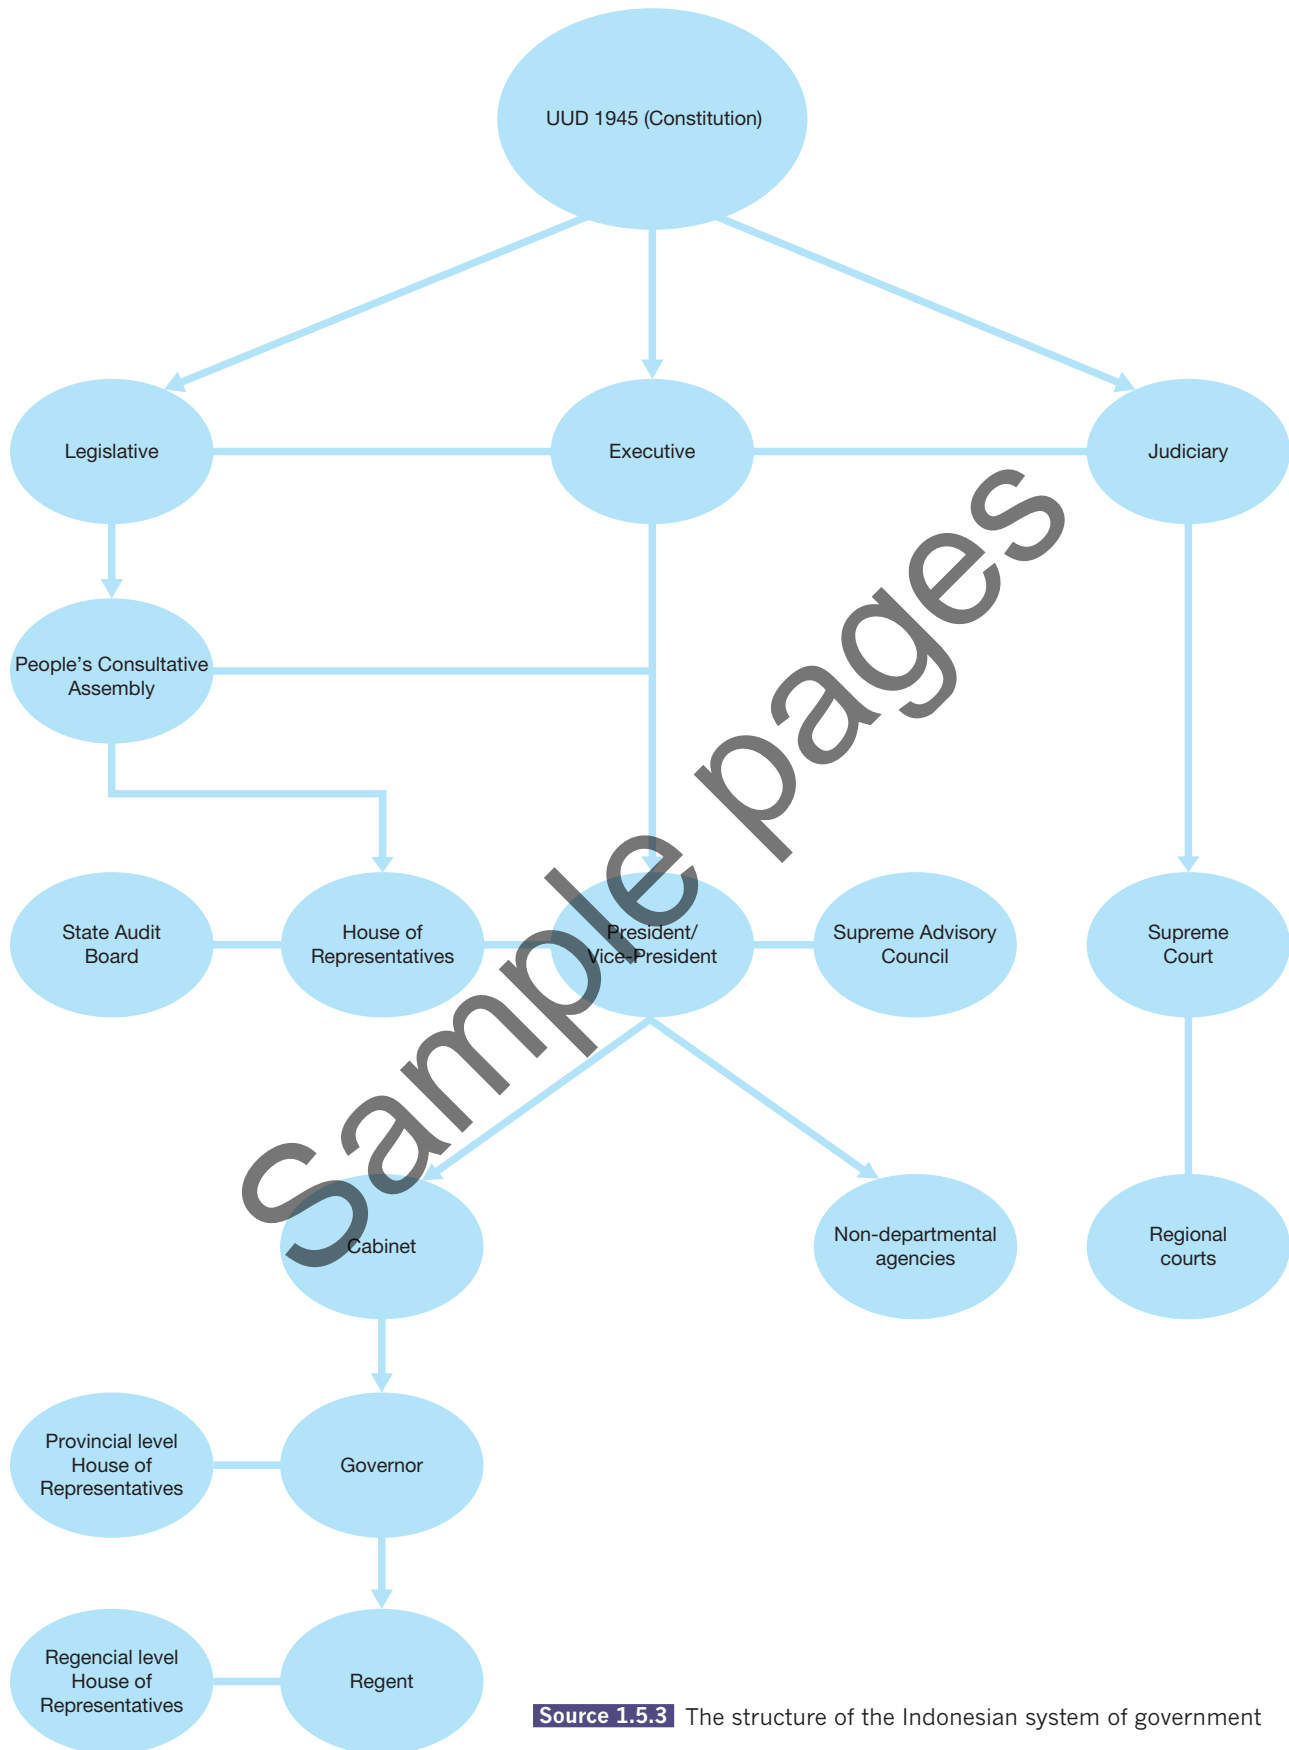 UUD 1945 (Constitution)
Legislative
Executive
Judiciary
People’s Consultative
Assembly
State Audit
Board
House of
Representatives
President/
Vice-President
Supreme Advisory
Council
Supreme
Court
Cabinet
Non-departmental
agencies
Regional
courts
Provincial level
House of
Representatives
Governor
Regencial level
House of
Representatives
Regent
Sample pages
Source 1.5.3 The structure of the Indonesian system of government